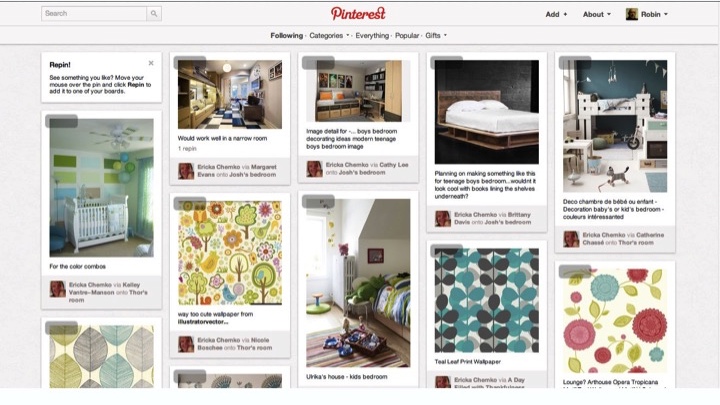 Search
Pinterest
Add +
About
Robin
Following · Categories · Everything · Popular · Gifts
Repin!
See something you like? Move your
mouse over the pin and click Repin to
add it to one of your boards.
For the color combos
Ericka Chemko via Kelley
Vantre-Manson onto Thor's
room
Would work well in a narrow room
1 repin
Ericka Chemko via Margaret
Evans onto Josh's bedroom
way too cute wallpaper from
illustratorvector...
Ericka Chemko via Nicole
Boschee onto Thor's room
Image detail for -... boys bedroom
decorating ideas modern teenage
boys bedroom image
Ericka Chemko via Cathy Lee
onto Josh's bedroom
Ulrika's house - kids bedroom
Planning on making something like this
for teenage boys bedroom...wouldnt it
look cool with books lining the shelves
underneath?
Ericka Chemko via Brittany
Davis onto Josh's bedroom
Teal Leaf Print Wallpaper
Ericka Chemko via A Day
Filled with Thankfulness
Deco chambre de bébé ou enfant -
Decoration baby's or kid's bedroom -
couleurs intéressanted
Ericka Chemko via Catherine
Chassé onto Thor's room
Lounge? Arthouse Opera Tropicana